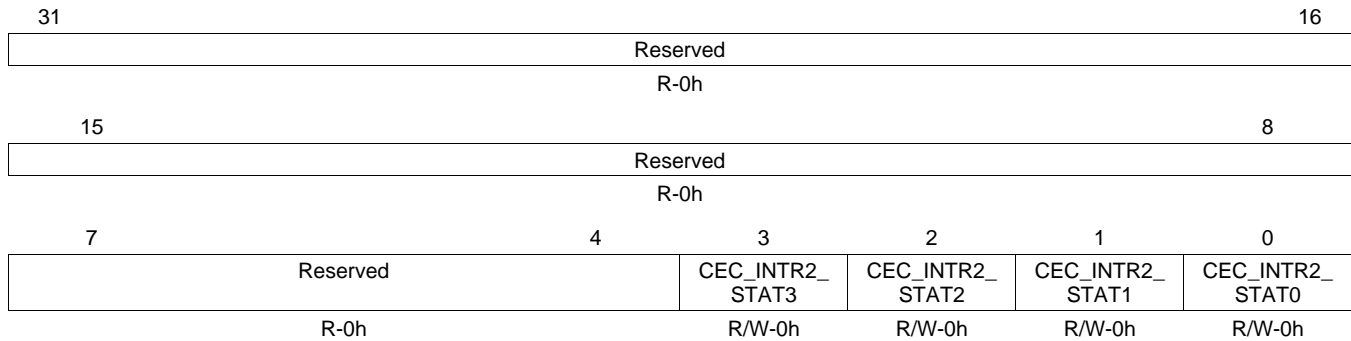 31 16
Reserved
R-0h
15 8
Reserved
R-0h
7 4 3 2 1 0
Reserved CEC_INTR2_ CEC_INTR2_ CEC_INTR2_ CEC_INTR2_
STAT3 STAT2 STAT1 STAT0
R-0h R/W-0h R/W-0h R/W-0h R/W-0h